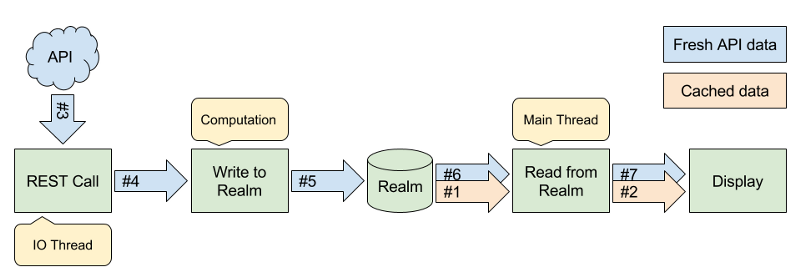 API
Fresh API data
Cached data
#3
Computation
Main Thread
REST Call
#4
Write to
Realm
#5
Realm
#6
#1
Read from
Realm
#7
#2
Display
IO Thread